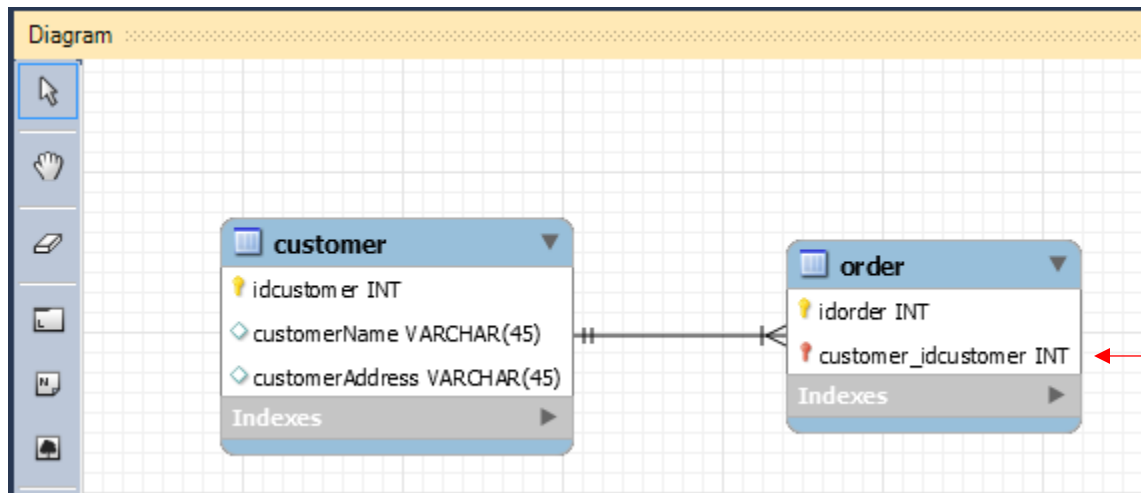 Diagram
customer
idcustomer INT
customerName VARCHAR(45)
customerAddress VARCHAR(45)
Indexes
order
idorder INT
customer_idcustomer INT
Indexes
L
N